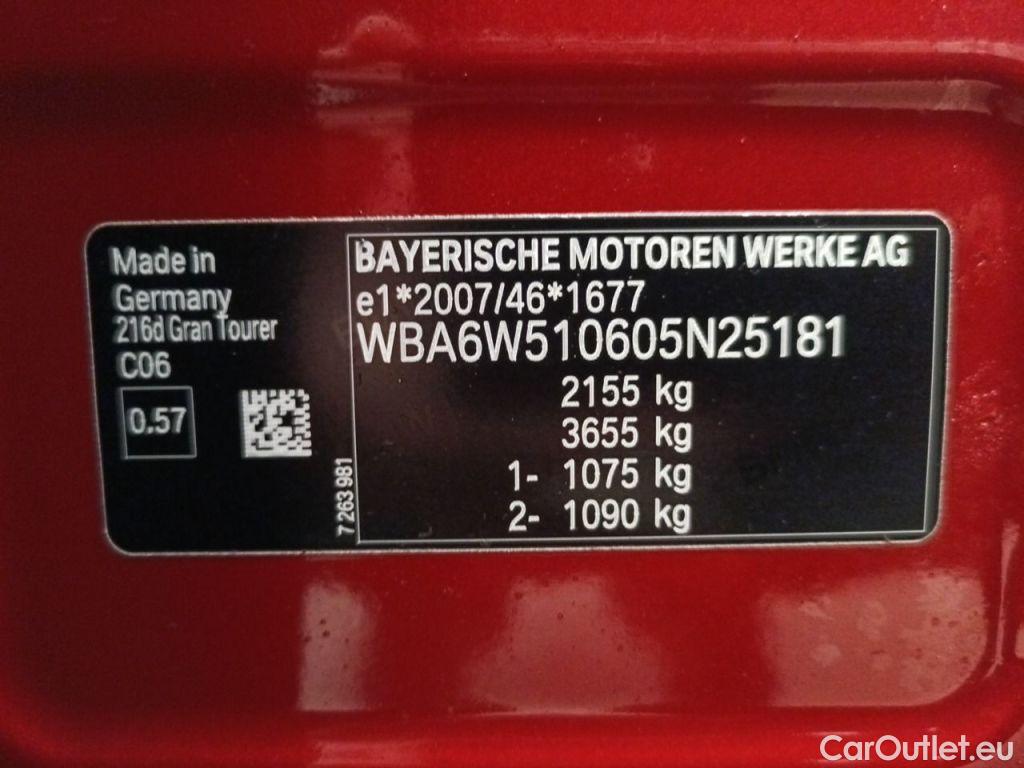 Made in
Germany
216d Gran Tourer
C06
0.57
7 263 981
BAYERISCHE MOTOREN WERKE AG
e1*2007/46*1677
WBA6W510605N25181
2155 kg
3655 kg
1- 1075 kg
2- 1090 kg
CarOutlet.eu